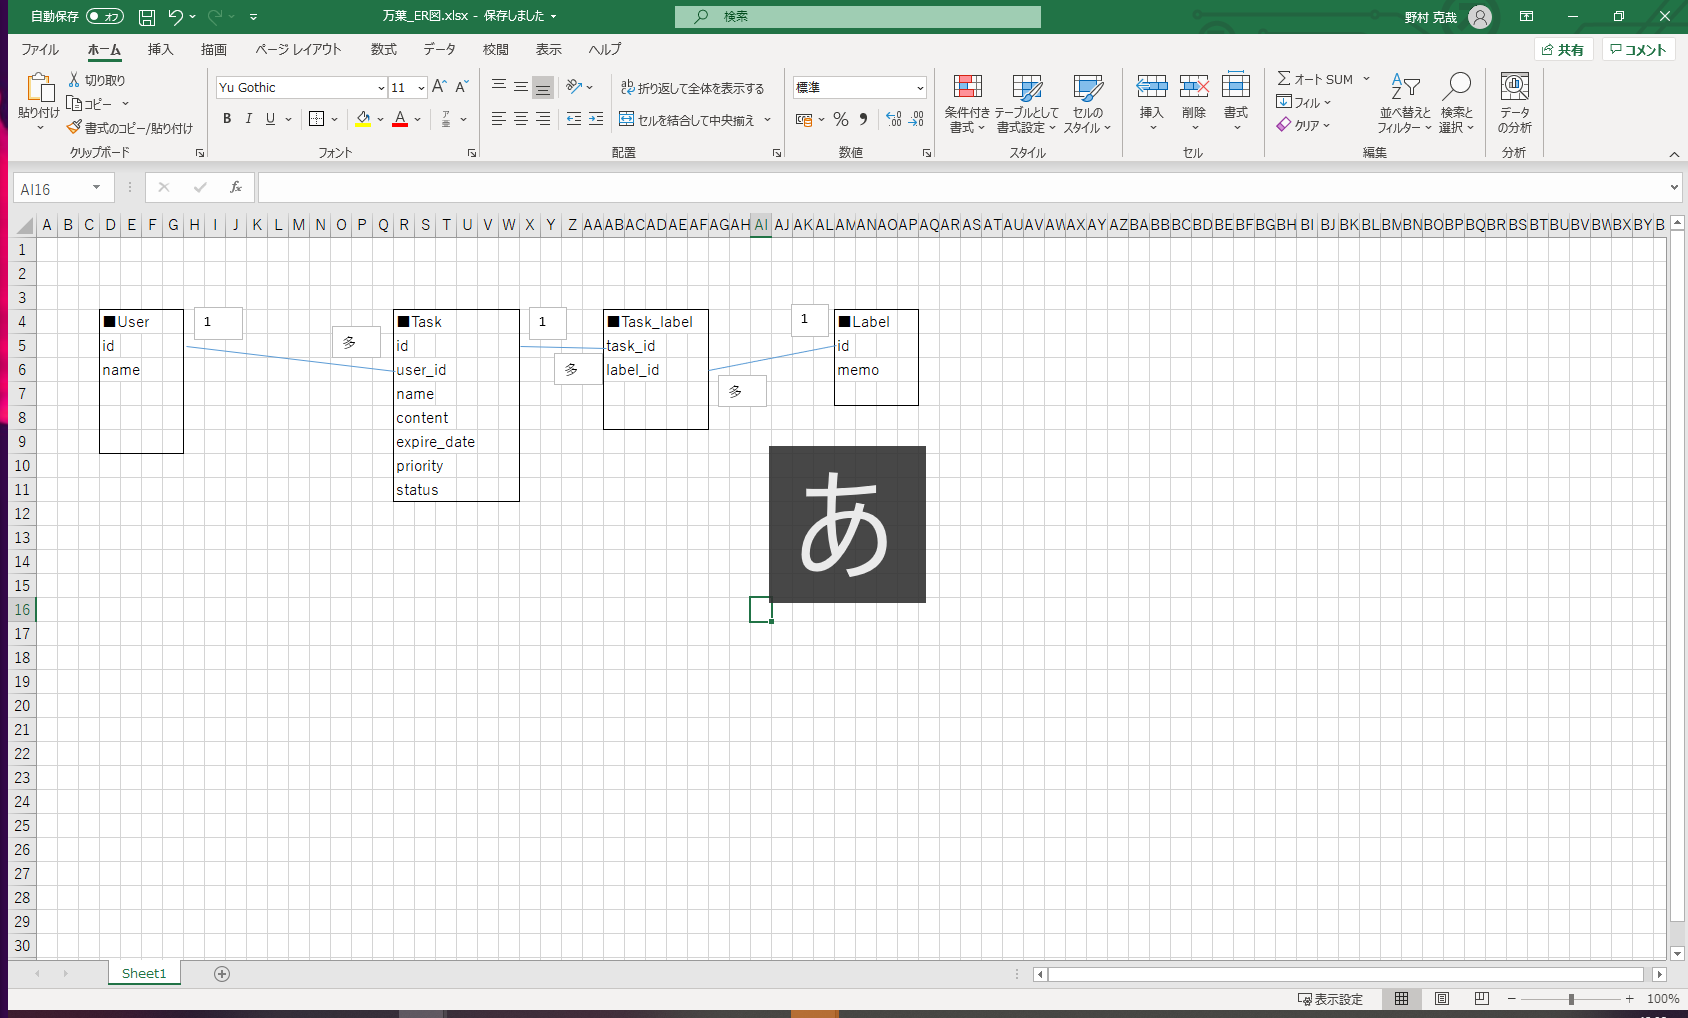 自動保存 オフ 万葉_ER図.xlsx - 保存しました 検索 野村 克哉
ファイル ホーム 挿入 描画 ページ レイアウト 数式 データ 校閲 表示 ヘルプ 共有 コメント
貼り付け 切り取り コピー 書式のコピー/貼り付け
クリップボード
Yu Gothic 11 A A
B I U A ア 亜
フォント
ab 折り返して全体を表示する
セルを結合して中央揃え
配置
標準
% 9 .00 .00
数値
条件付き書式 テーブルとして書式設定 セルのスタイル
スタイル
挿入 削除 書式
セル
Σ オート SUM フィル クリア 並べ替えとフィルター 検索と選択
編集
データの分析
分析
AI16 fx
A B C D E F G H I J K L M N O P Q R S T U V W X Y Z AA AB AC AD AE AF AG AH AI AJ AK AL AM AN AO AP AQ AR AS AT AU AV AW AX AY AZ BA BB BC BD BE BF BG BH BI BJ BK BL BM BN BO BP BQ BR BS BT BU BV BW BX BY B
1
2
3
4 ■User 1 ■Task 1 ■Task_label 1 ■Label
5 id 多 id task_id id
6 name user_id 多 label_id memo
7 name 多
8 content
9 expire_date
10 priority
11 status
12
13 あ
14
15
16
17
18
19
20
21
22
23
24
25
26
27
28
29
30
Sheet1
表示設定 100%